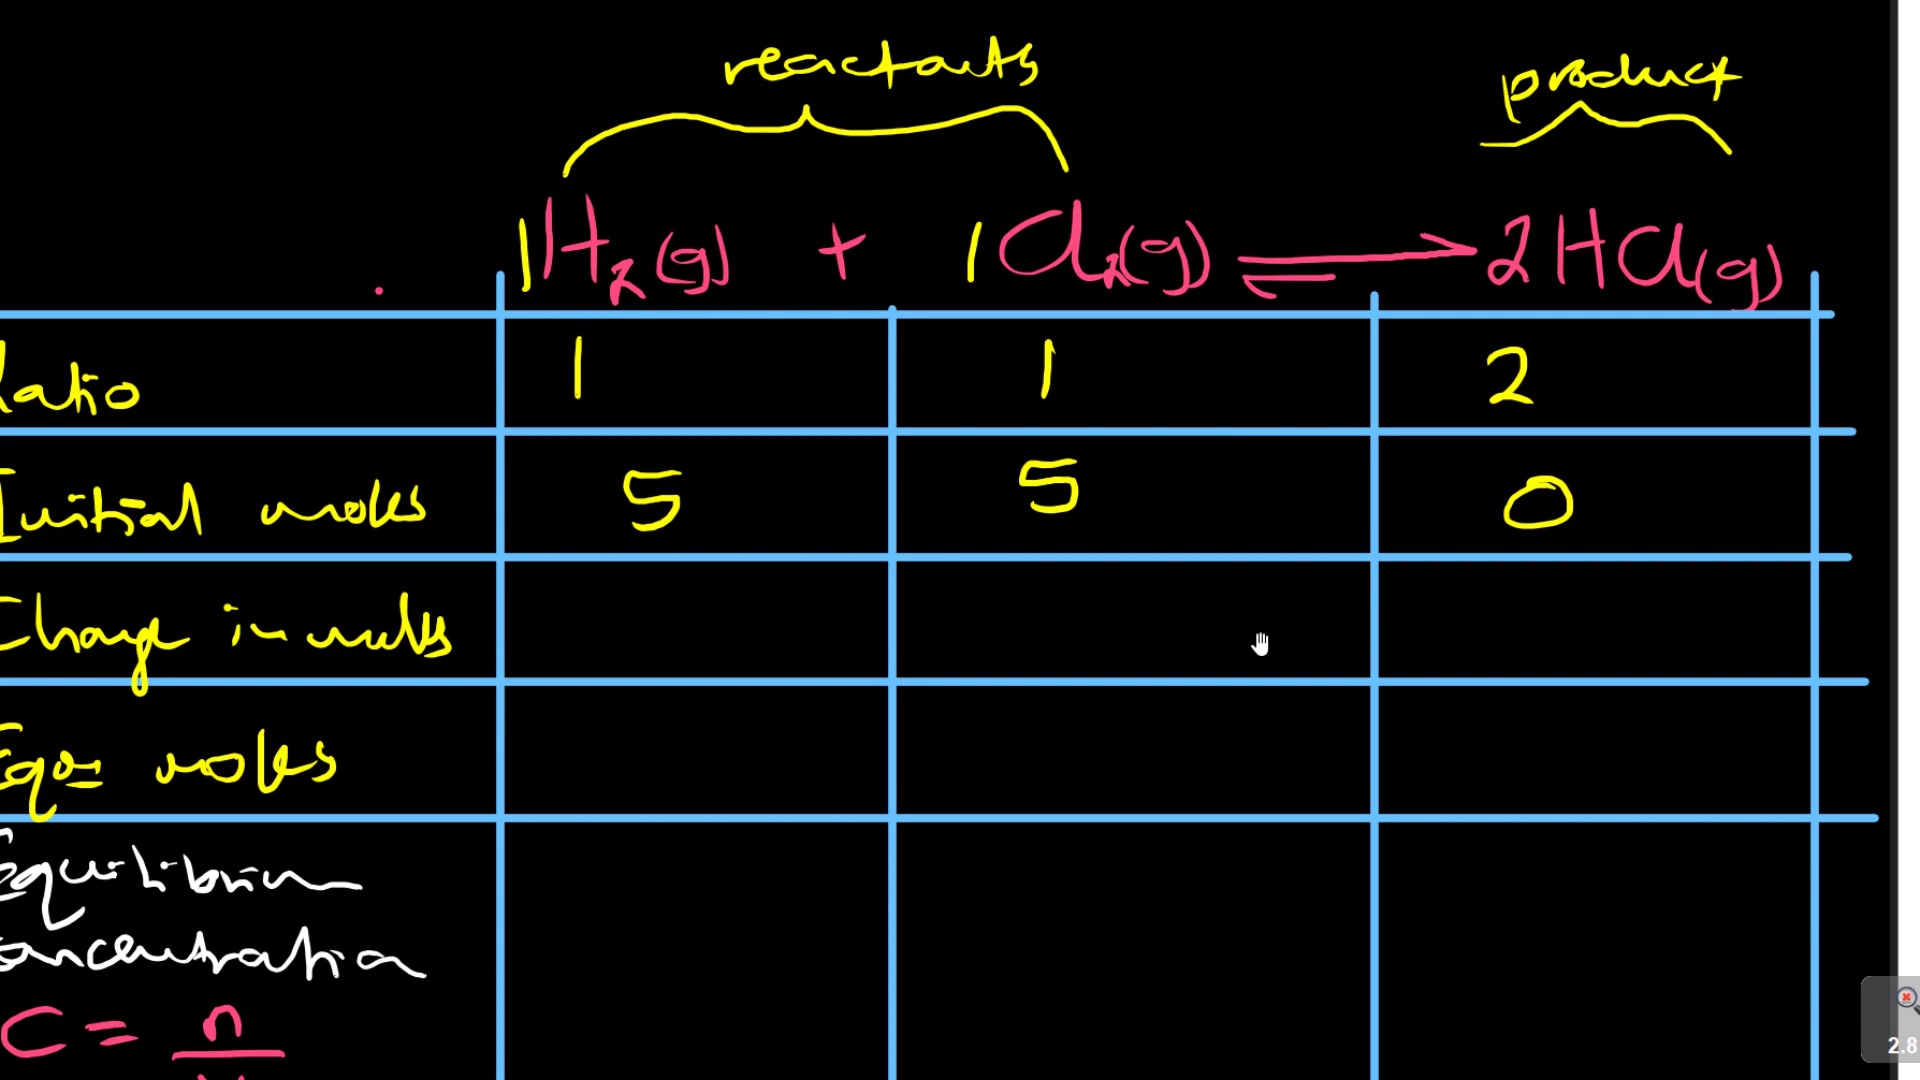 reactants product
1H₂(g) + 1Cl₂(g) ⇌ 2HCl(g)
Ratio 1 1 2
Initial moles 5 5 0
Change in moles
Eqm moles
Equilibrium
concentration
C = n
2.8